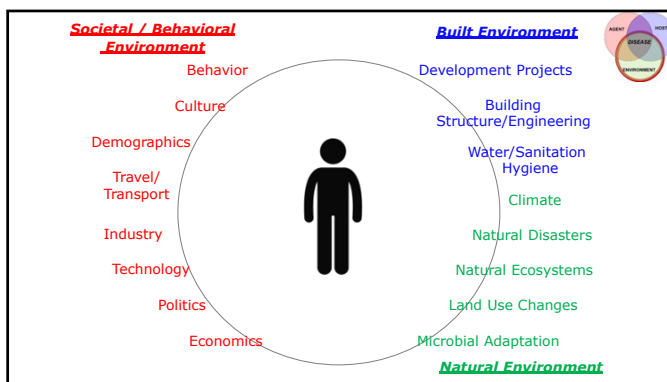 Societal / Behavioral
Environment
Behavior
Culture
Demographics
Travel/
Transport
Industry
Technology
Politics
Economics
Built Environment
Development Projects
Building
Structure/Engineering
Water/Sanitation
Hygiene
Climate
Natural Disasters
Natural Ecosystems
Land Use Changes
Microbial Adaptation
Natural Environment
AGENT
HOST
DISEASE
ENVIRONMENT